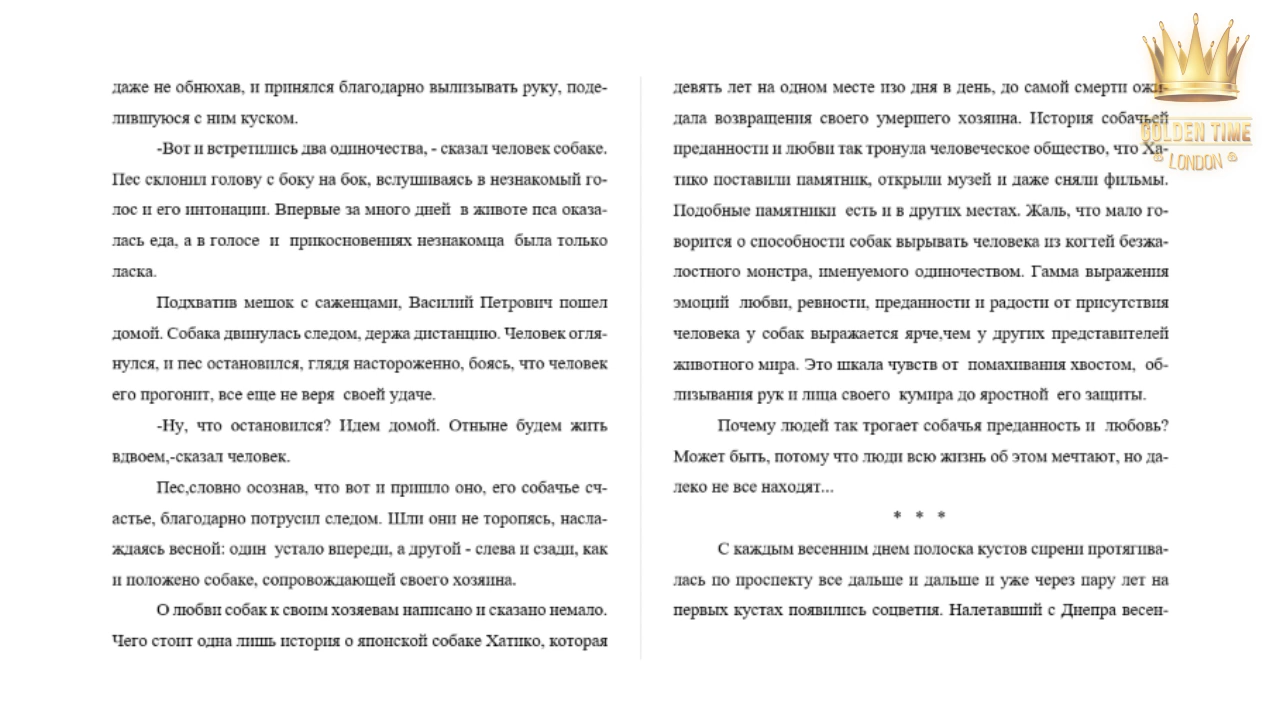 даже не обнюхав, и принялся благодарно вылизывать руку, поде-
лившуюся с ним куском.
-Вот и встретились два одиночества, - сказал человек собаке.
Пес склонил голову с боку на бок, вслушиваясь в незнакомый го-
лос и его интонации. Впервые за много дней  в животе пса оказа-
лась еда, а в голосе  и  прикосновениях незнакомца  была только
ласка.
Подхватив мешок с саженцами, Василий Петрович пошел
домой. Собака двинулась следом, держа дистанцию. Человек огля-
нулся, и пес остановился, глядя настороженно, боясь, что человек
его прогонит, все еще не веря  своей удаче.
-Ну, что остановился? Идем домой. Отныне будем жить
вдвоем,-сказал человек.
Пес,словно осознав, что вот и пришло оно, его собачье сч-
астье, благодарно потрусил следом. Шли они не торопясь, насла-
ждаясь весной: один  устало впереди, а другой - слева и сзади, как
и положено собаке, сопровождающей своего хозяина.
О любви собак к своим хозяевам написано и сказано немало.
Чего стоит одна лишь история о японской собаке Хатико, которая
девять лет на одном месте изо дня в день, до самой смерти ожи-
дала возвращения своего умершего хозяина. История собачьей
преданности и любви так тронула человеческое общество, что Ха-
тико поставили памятник, открыли музей и даже сняли фильмы.
Подобные памятники  есть и в других местах. Жаль, что мало го-
ворится о способности собак вырывать человека из когтей безжа-
лостного монстра, именуемого одиночеством. Гамма выражения
эмоций  любви, ревности, преданности и радости от присутствия
человека у собак выражается ярче,чем у других представителей
животного мира. Это шкала чувств от  помахивания хвостом,  об-
лизывания рук и лица своего  кумира до яростной  его защиты.
Почему людей так трогает собачья преданность и  любовь?
Может быть, потому что люди всю жизнь об этом мечтают, но да-
леко не все находят...
* * *
С каждым весенним днем полоска кустов сирени протягива-
лась по проспекту все дальше и дальше и уже через пару лет на
первых кустах появились соцветия. Налетавший с Днепра весен-
GOLDEN TIME
LONDON